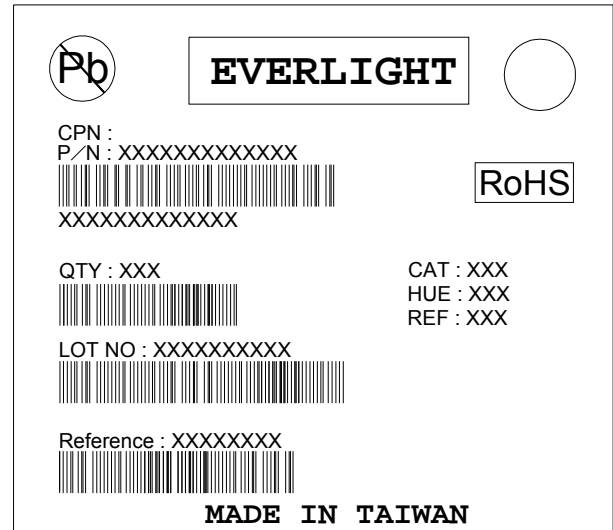 Pb
EVERLIGHT
CPN :
P/N : XXXXXXXXXXXXX
RoHS
XXXXXXXXXXXXX
QTY : XXX
CAT : XXX
HUE : XXX
REF : XXX
LOT NO : XXXXXXXXXX
Reference : XXXXXXXX
MADE IN TAIWAN